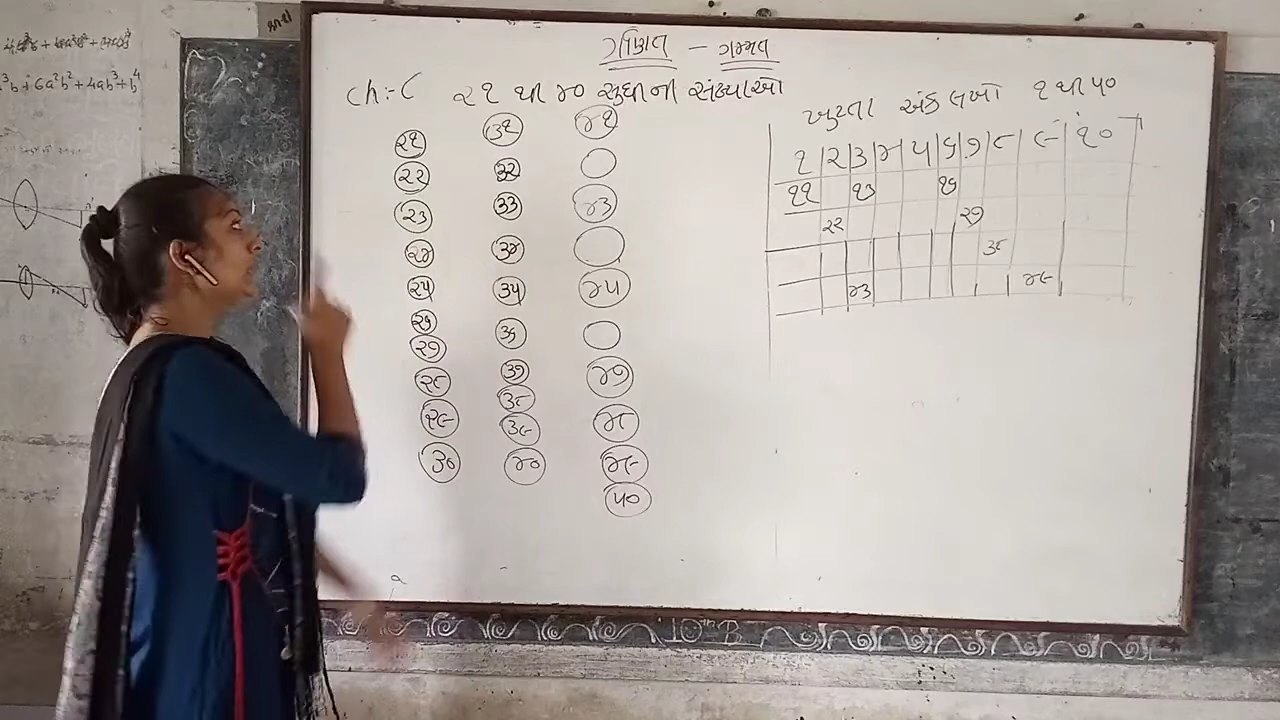 ગણિત – ગમ્મત
ch:- ૮ ૨૧ થી ૪૦ સુધીની સંખ્યાઓ
૨૧ ૩૧ ૪૧
૨૨ ૩૨
૨૩ ૩૩ ૪૩
૨૪ ૩૪
૨૫ ૩૫ ૪૫
૨૬ ૩૬
૨૭ ૩૭ ૪૭
૨૮ ૩૮ ૪૮
૨૯ ૩૯ ૪૯
૩૦ ૪૦ ૫૦
ખુટતા અંક લખો ૧ થી ૫૦
૧ ૨ ૩ ૪ ૫ ૬ ૭ ૮ ૯ ૧૦
૧૧ ૧૩ ૧૬
૨૨ ૨૭
૩૮
૪૩ ૪૯
³b + 6a²b² + 4ab³ + b⁴
10th B